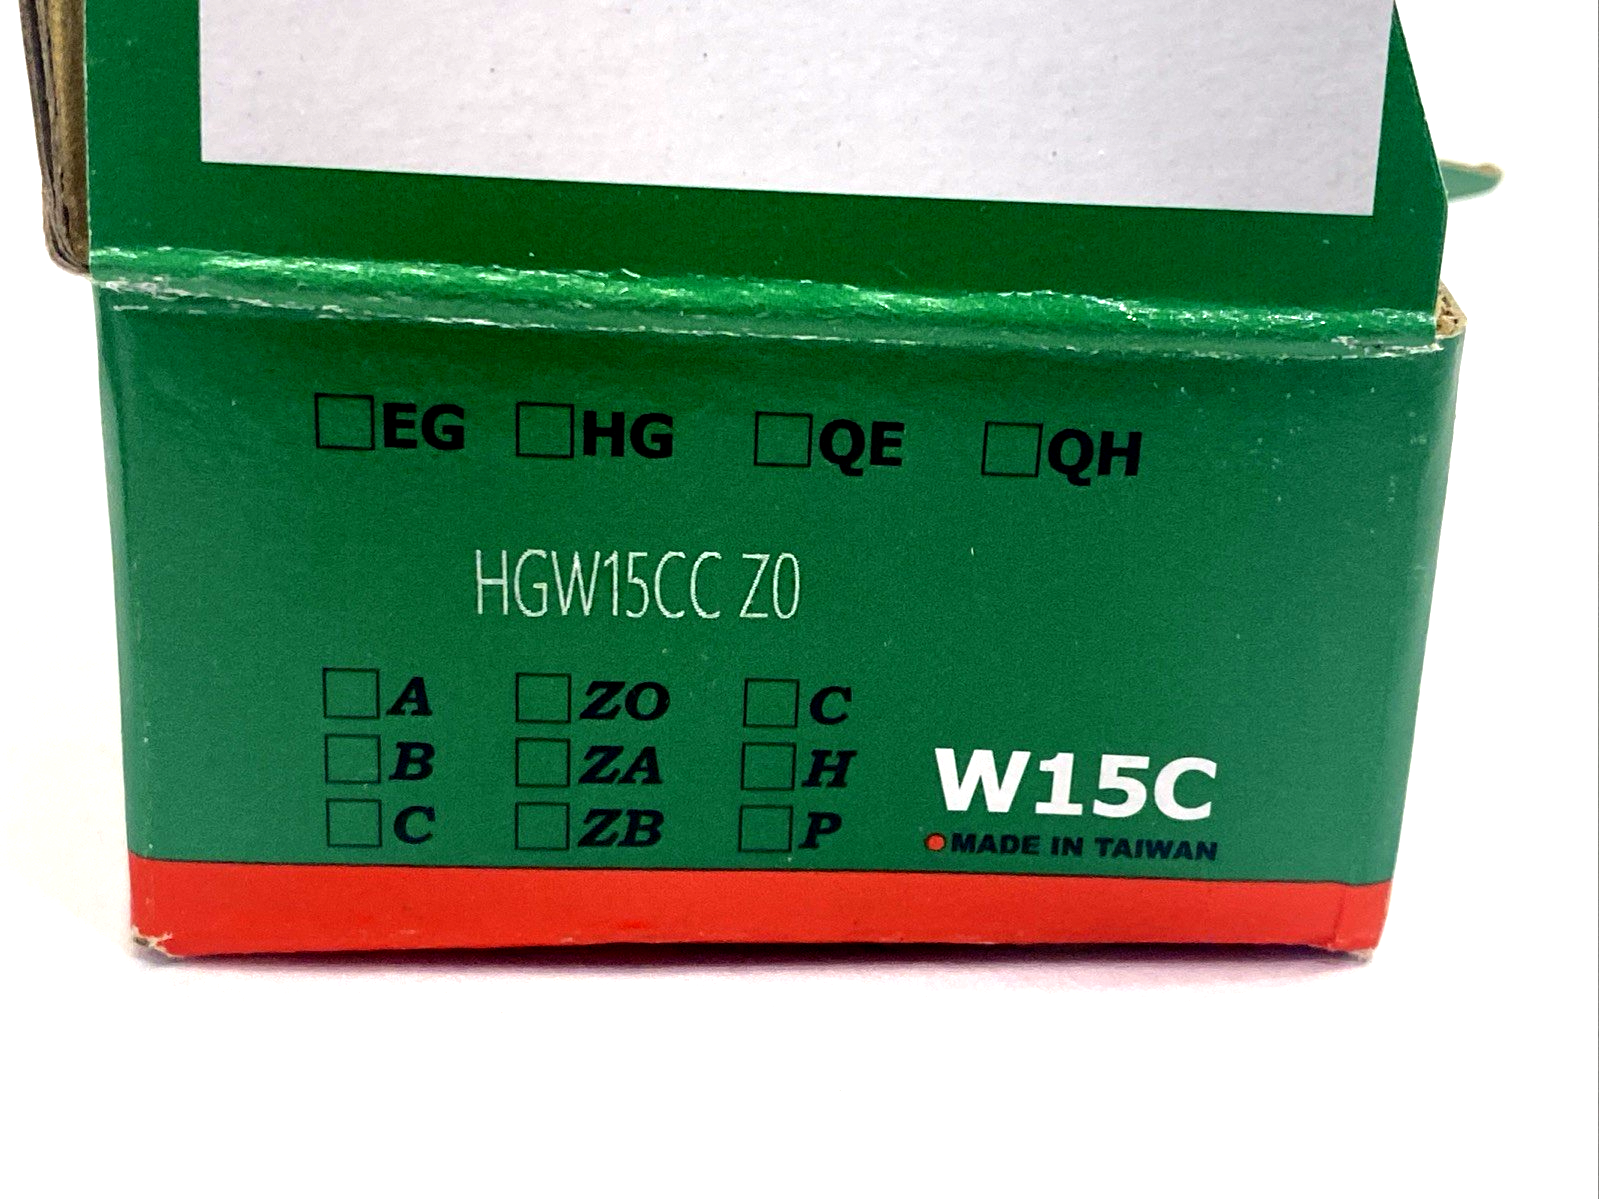 EG HG QE QH
HGW15CC Z0
A ZO C
B ZA H
C ZB P
W15C
MADE IN TAIWAN